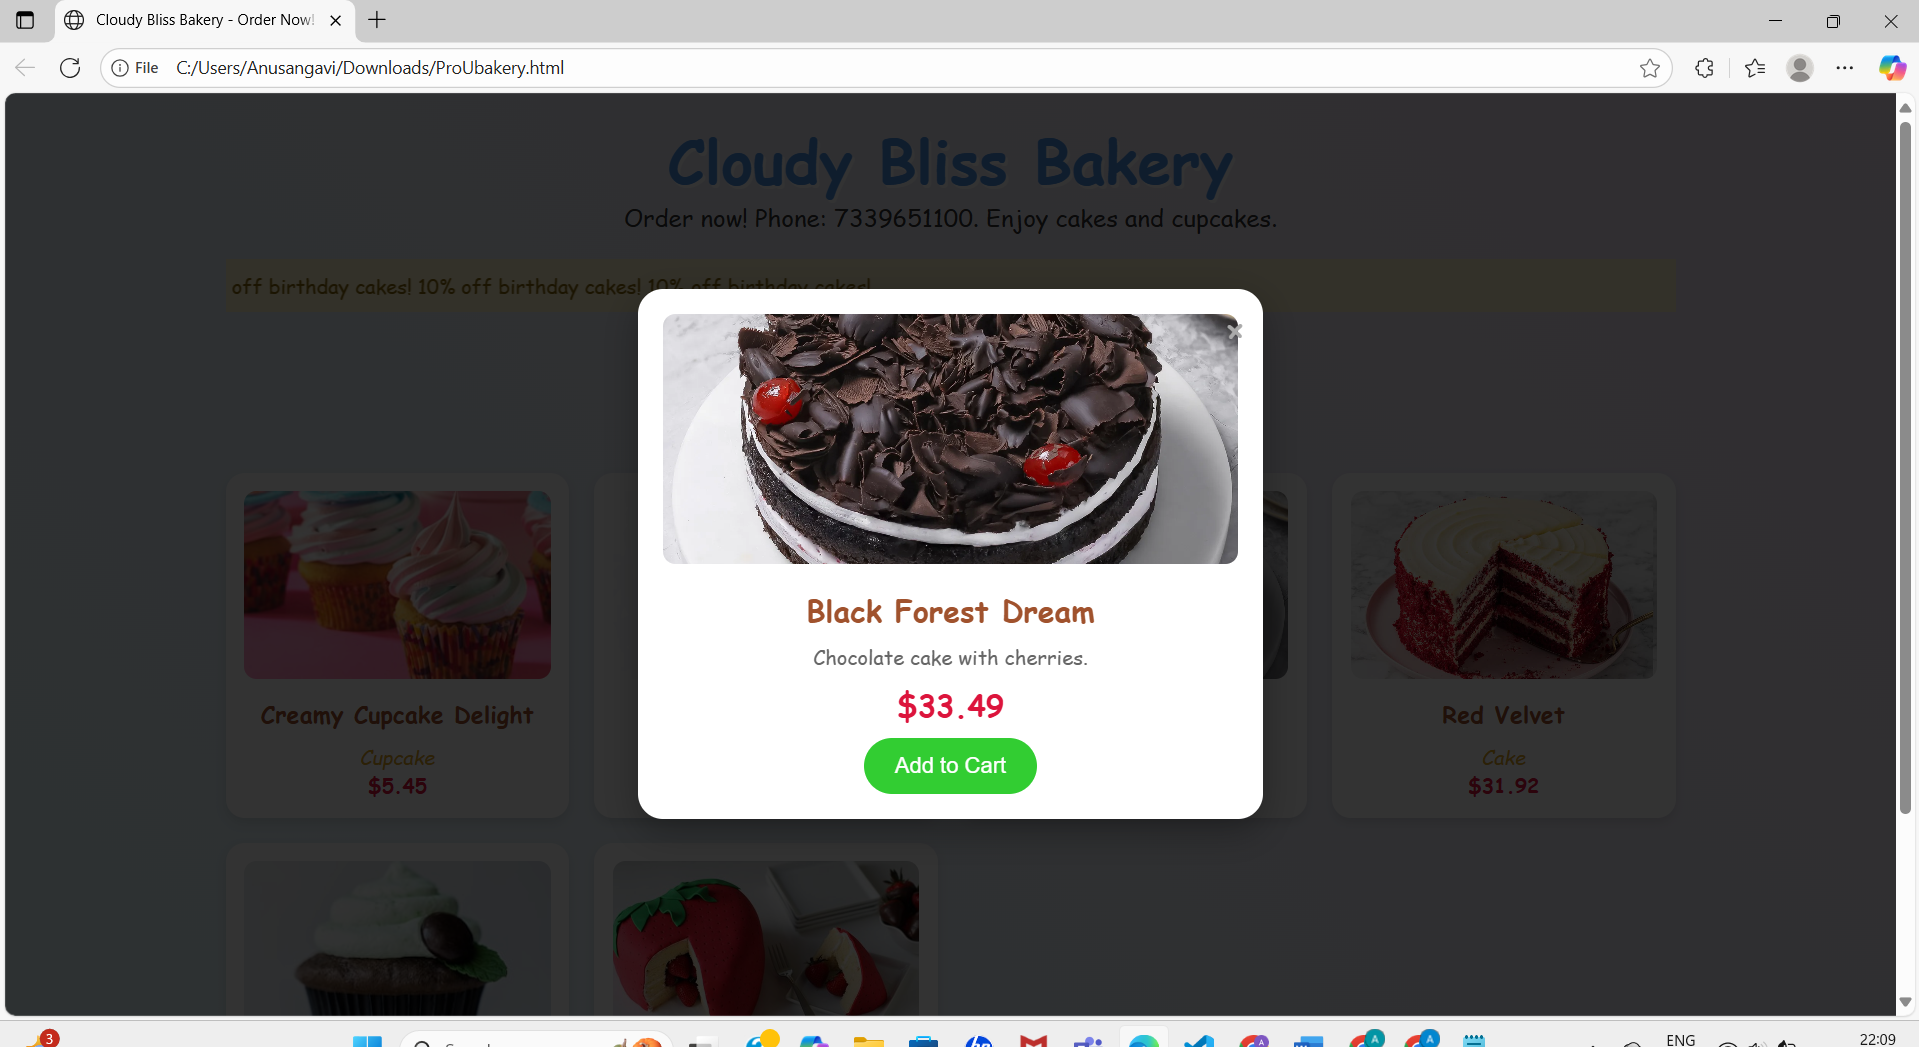 Cloudy Bliss Bakery - Order Now!
File C:/Users/Anusangavi/Downloads/ProUbakery.html
Cloudy Bliss Bakery
Order now! Phone: 7339651100. Enjoy cakes and cupcakes.
off birthday cakes! 10% off birthday cakes! 10% off birthday cakes!
Black Forest Dream
Chocolate cake with cherries.
$33.49
Add to Cart
Creamy Cupcake Delight
Cupcake
$5.45
Red Velvet
Cake
$31.92
3
ENG
22:09